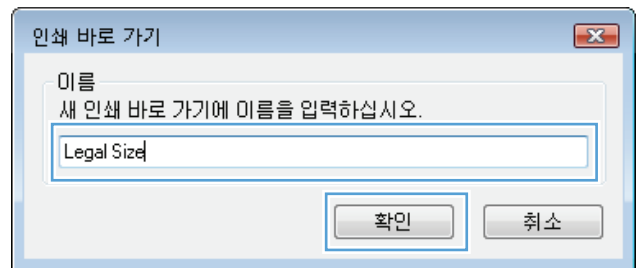 인쇄 바로 가기
이름
새 인쇄 바로 가기에 이름을 입력하십시오.
Legal Size
확인
취소